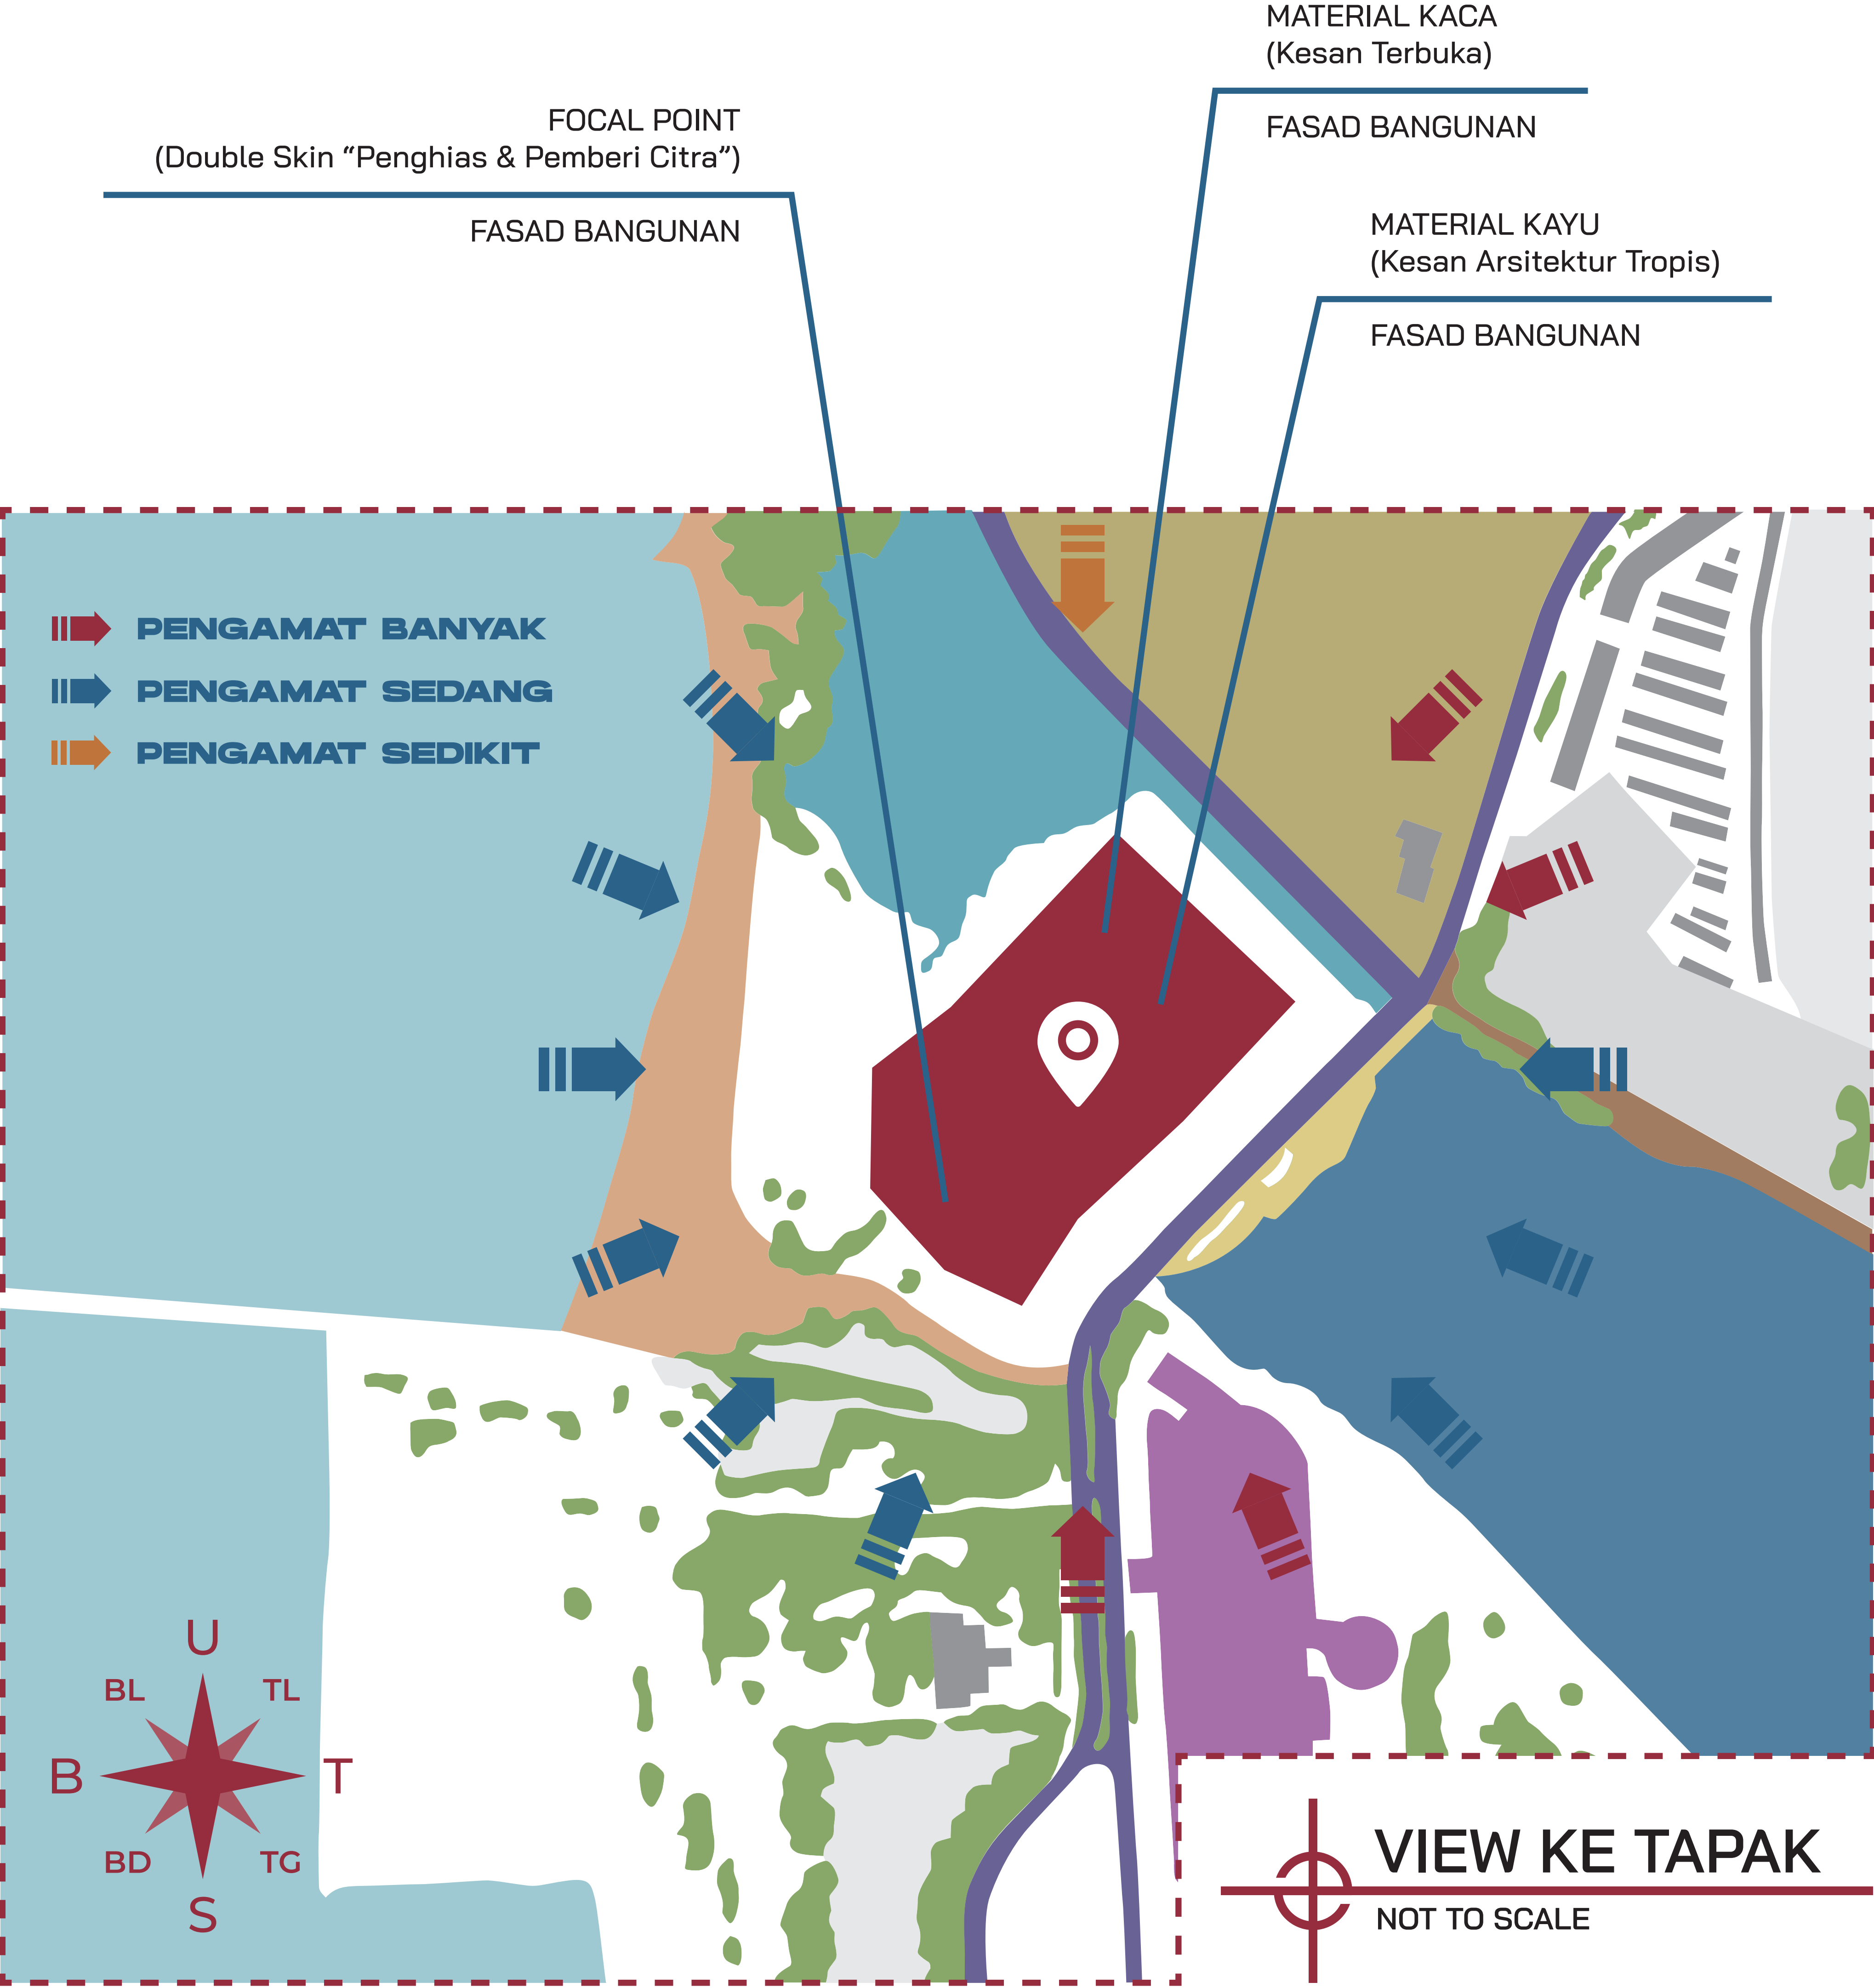 MATERIAL KACA
(Kesan Terbuka)
FASAD BANGUNAN
FOCAL POINT
(Double Skin “Penghias & Pemberi Citra”)
FASAD BANGUNAN
MATERIAL KAYU
(Kesan Arsitektur Tropis)
FASAD BANGUNAN
PENGAMAT BANYAK
PENGAMAT SEDANG
PENGAMAT SEDIKIT
U
BL
TL
B
T
BD
TG
S
VIEW KE TAPAK
NOT TO SCALE